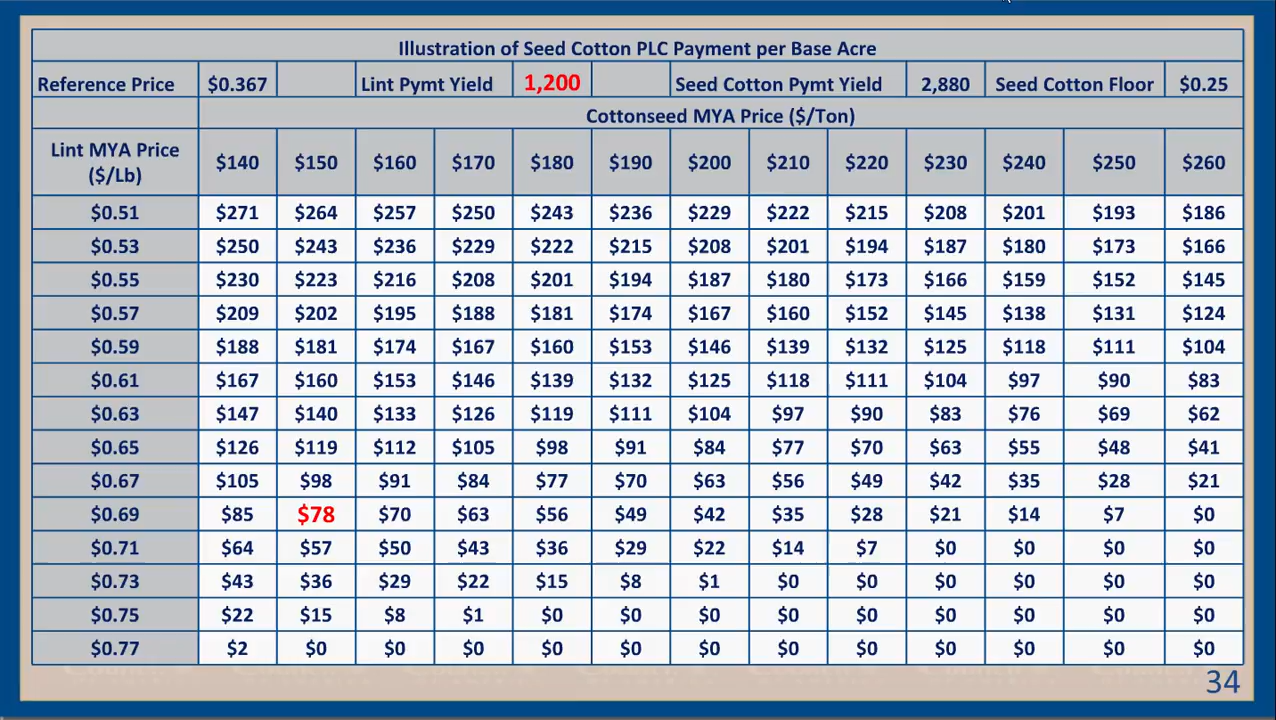 Illustration of Seed Cotton PLC Payment per Base Acre
Reference Price $0.367 Lint Pymt Yield 1,200 Seed Cotton Pymt Yield 2,880 Seed Cotton Floor $0.25
Cottonseed MYA Price ($/Ton)
Lint MYA Price
($/Lb)
$140 $150 $160 $170 $180 $190 $200 $210 $220 $230 $240 $250 $260
$0.51 $271 $264 $257 $250 $243 $236 $229 $222 $215 $208 $201 $193 $186
$0.53 $250 $243 $236 $229 $222 $215 $208 $201 $194 $187 $180 $173 $166
$0.55 $230 $223 $216 $208 $201 $194 $187 $180 $173 $166 $159 $152 $145
$0.57 $209 $202 $195 $188 $181 $174 $167 $160 $152 $145 $138 $131 $124
$0.59 $188 $181 $174 $167 $160 $153 $146 $139 $132 $125 $118 $111 $104
$0.61 $167 $160 $153 $146 $139 $132 $125 $118 $111 $104 $97 $90 $83
$0.63 $147 $140 $133 $126 $119 $111 $104 $97 $90 $83 $76 $69 $62
$0.65 $126 $119 $112 $105 $98 $91 $84 $77 $70 $63 $55 $48 $41
$0.67 $105 $98 $91 $84 $77 $70 $63 $56 $49 $42 $35 $28 $21
$0.69 $85 $78 $70 $63 $56 $49 $42 $35 $28 $21 $14 $7 $0
$0.71 $64 $57 $50 $43 $36 $29 $22 $14 $7 $0 $0 $0 $0
$0.73 $43 $36 $29 $22 $15 $8 $1 $0 $0 $0 $0 $0 $0
$0.75 $22 $15 $8 $1 $0 $0 $0 $0 $0 $0 $0 $0 $0
$0.77 $2 $0 $0 $0 $0 $0 $0 $0 $0 $0 $0 $0 $0
34